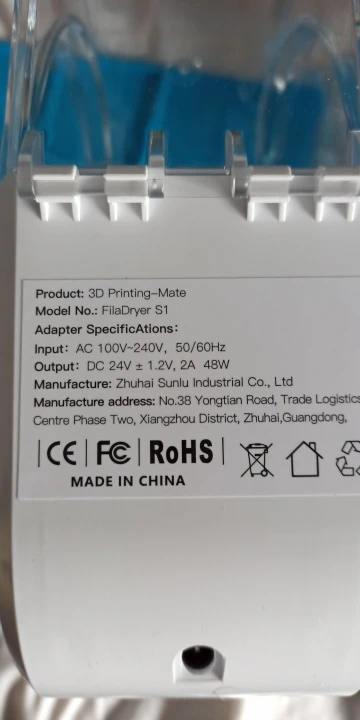 Product: 3D Printing-Mate
Model No.: FilaDryer S1
Adapter SpecificAtions:
Input: AC 100V~240V, 50/60Hz
Output: DC 24V ± 1.2V, 2A 48W
Manufacture: Zhuhai Sunlu Industrial Co., Ltd
Manufacture address: No.38 Yongtian Road, Trade Logistics
Centre Phase Two, Xiangzhou District, Zhuhai,Guangdong,
CE FC RoHS
MADE IN CHINA